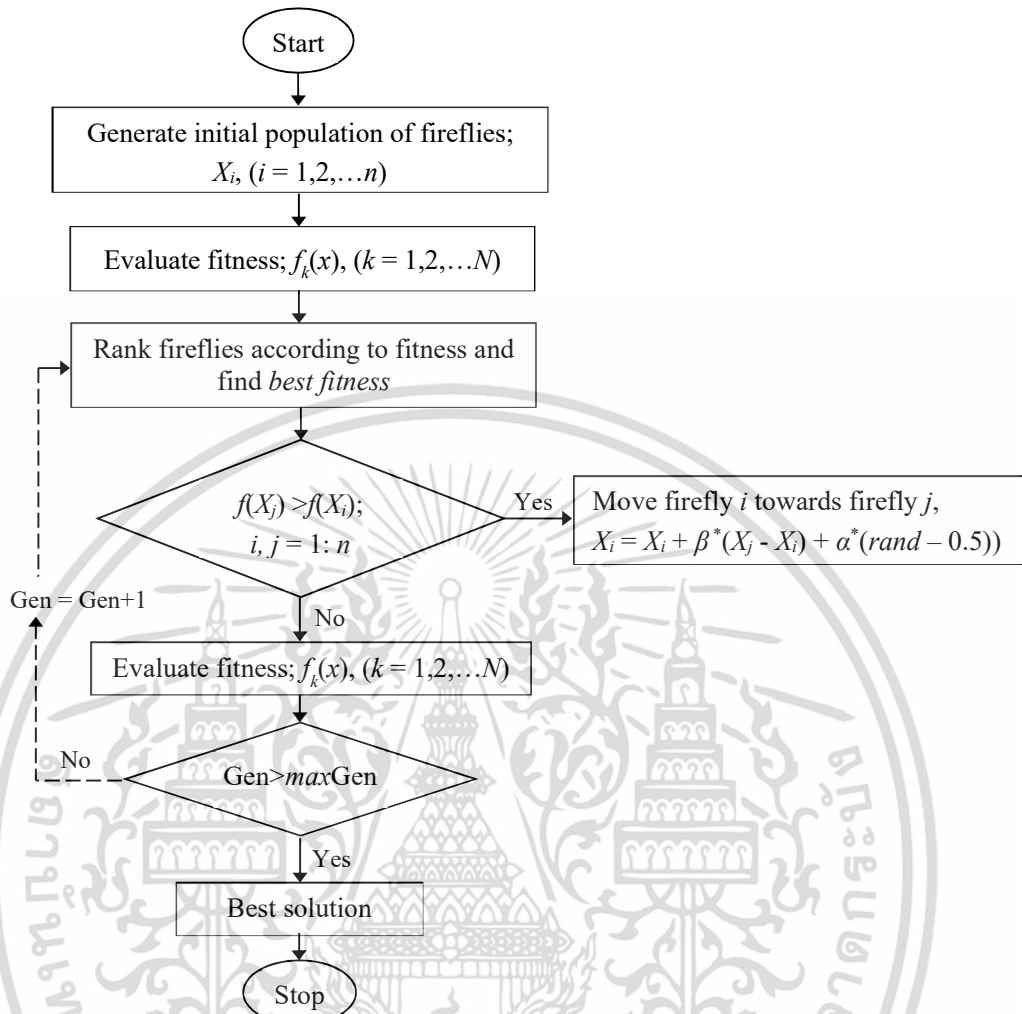 Start
Generate initial population of fireflies;
Xᵢ, (i = 1,2,…n)
Evaluate fitness; fₖ(x), (k = 1,2,…N)
Rank fireflies according to fitness and
find best fitness
f(Xⱼ) >f(Xᵢ);
i, j = 1: n
Yes
Move firefly i towards firefly j,
Xᵢ = Xᵢ + β*(Xⱼ - Xᵢ) + α*(rand – 0.5))
Gen = Gen+1
No
Evaluate fitness; fₖ(x), (k = 1,2,…N)
No
Gen>maxGen
Yes
Best solution
Stop